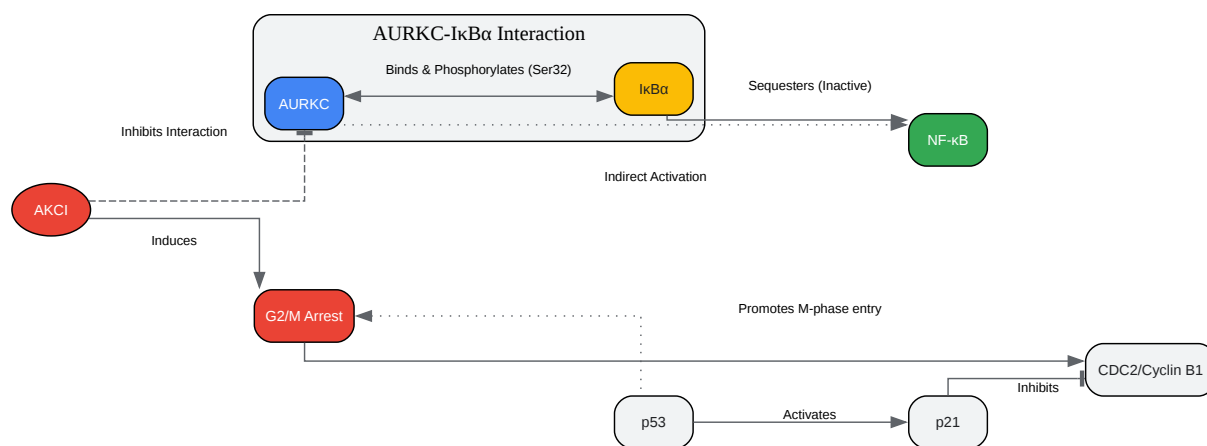 AURKC-IκBα Interaction
Binds & Phosphorylates (Ser32)
AURKC
IκBα
Sequesters (Inactive)
Inhibits Interaction
NF-κB
Indirect Activation
AKCI
Induces
G2/M Arrest
Promotes M-phase entry
CDC2/Cyclin B1
Inhibits
p53
Activates
p21